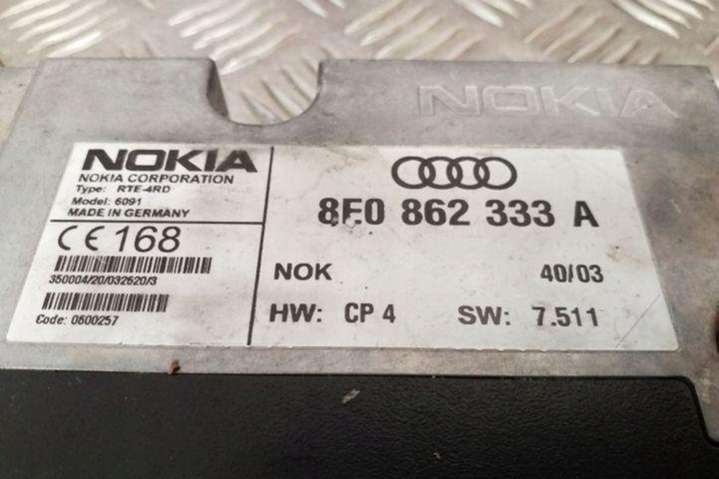 NOKIA
NOKIA
NOKIA CORPORATION
Type: RTE-4RD
Model: 6091
MADE IN GERMANY
CE 168
350004/20/032620/3
Code: 0600257
8E0 862 333 A
NOK 40/03
HW: CP 4 SW: 7.511